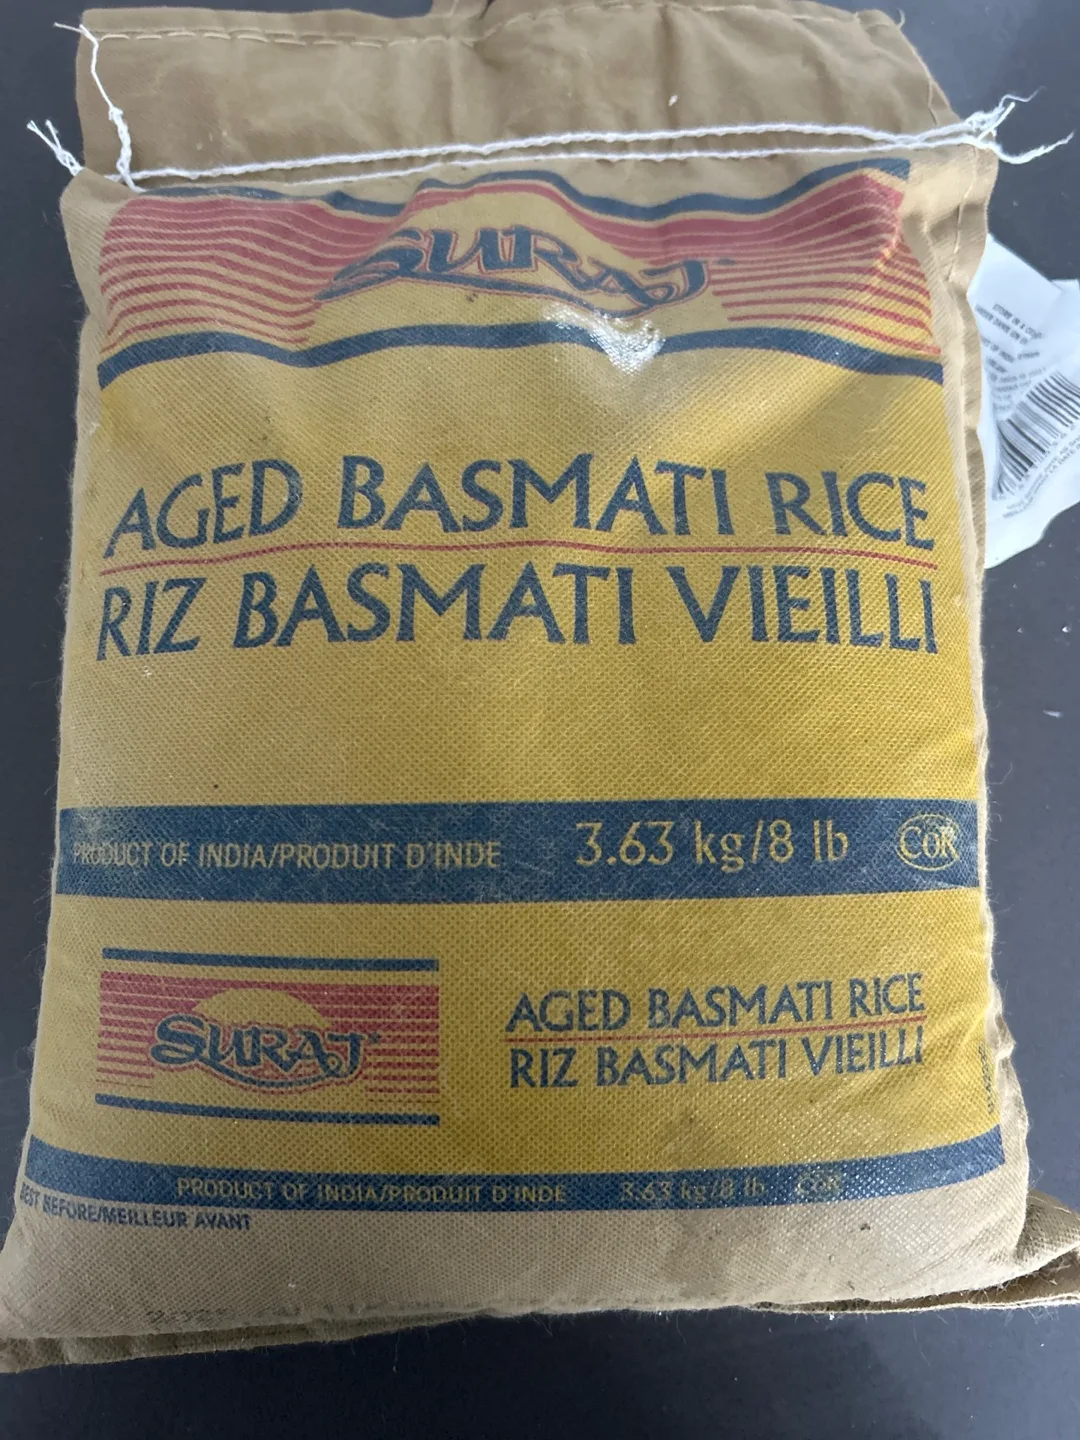 SURAJ
AGED BASMATI RICE
RIZ BASMATI VIEILLI
PRODUCT OF INDIA/PRODUIT D'INDE 3.63 kg/8 lb COR
SURAJ
AGED BASMATI RICE
RIZ BASMATI VIEILLI
PRODUCT OF INDIA/PRODUIT D'INDE 3.63 kg/8 lb COR
BEST BEFORE/MEILLEUR AVANT
STORE IN A